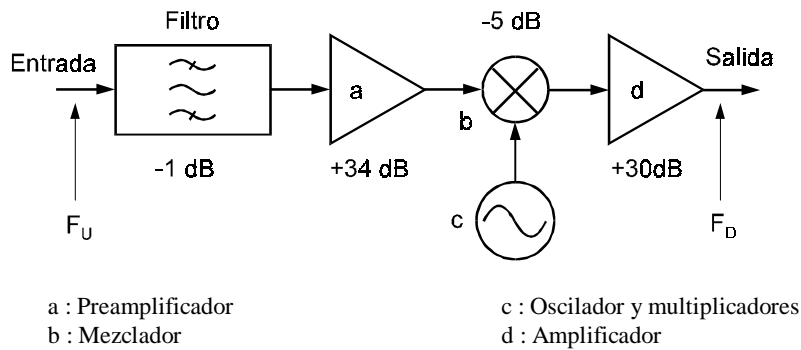 Filtro
-5 dB
Entrada
Salida
a
b
d
-1 dB
+34 dB
+30dB
c
F_U
F_D
a : Preamplificador
b : Mezclador
c : Oscilador y multiplicadores
d : Amplificador